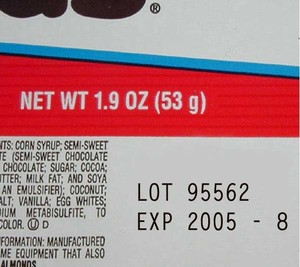 ®
NET WT 1.9 OZ (53 g)
NTS: CORN SYRUP; SEMI-SWEET
TE (SEMI-SWEET CHOCOLATE
CHOCOLATE; SUGAR; COCOA;
TTER; MILK FAT; AND SOYA
AN EMULSIFIER); COCONUT;
ALT; VANILLA; EGG WHITES;
DIUM METABISULFITE, TO
COLOR. Ⓤ D
FORMATION: MANUFACTURED
ME EQUIPMENT THAT ALSO
ALMONDS
LOT 95562
EXP 2005 - 8